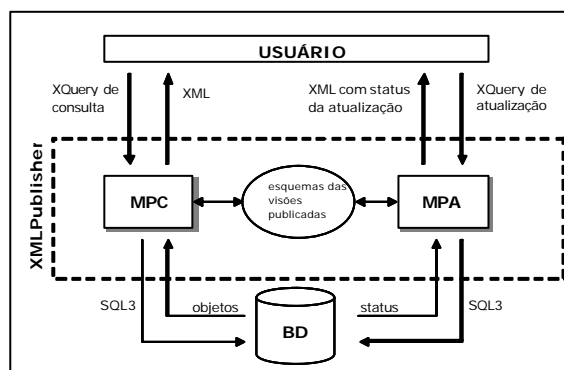 USUÁRIO
XQuery de
consulta
XML
XML com status
da atualização
XQuery de
atualização
XMLPublisher
MPC
esquemas das
visões
publicadas
MPA
SQL3
objetos
BD
status
SQL3